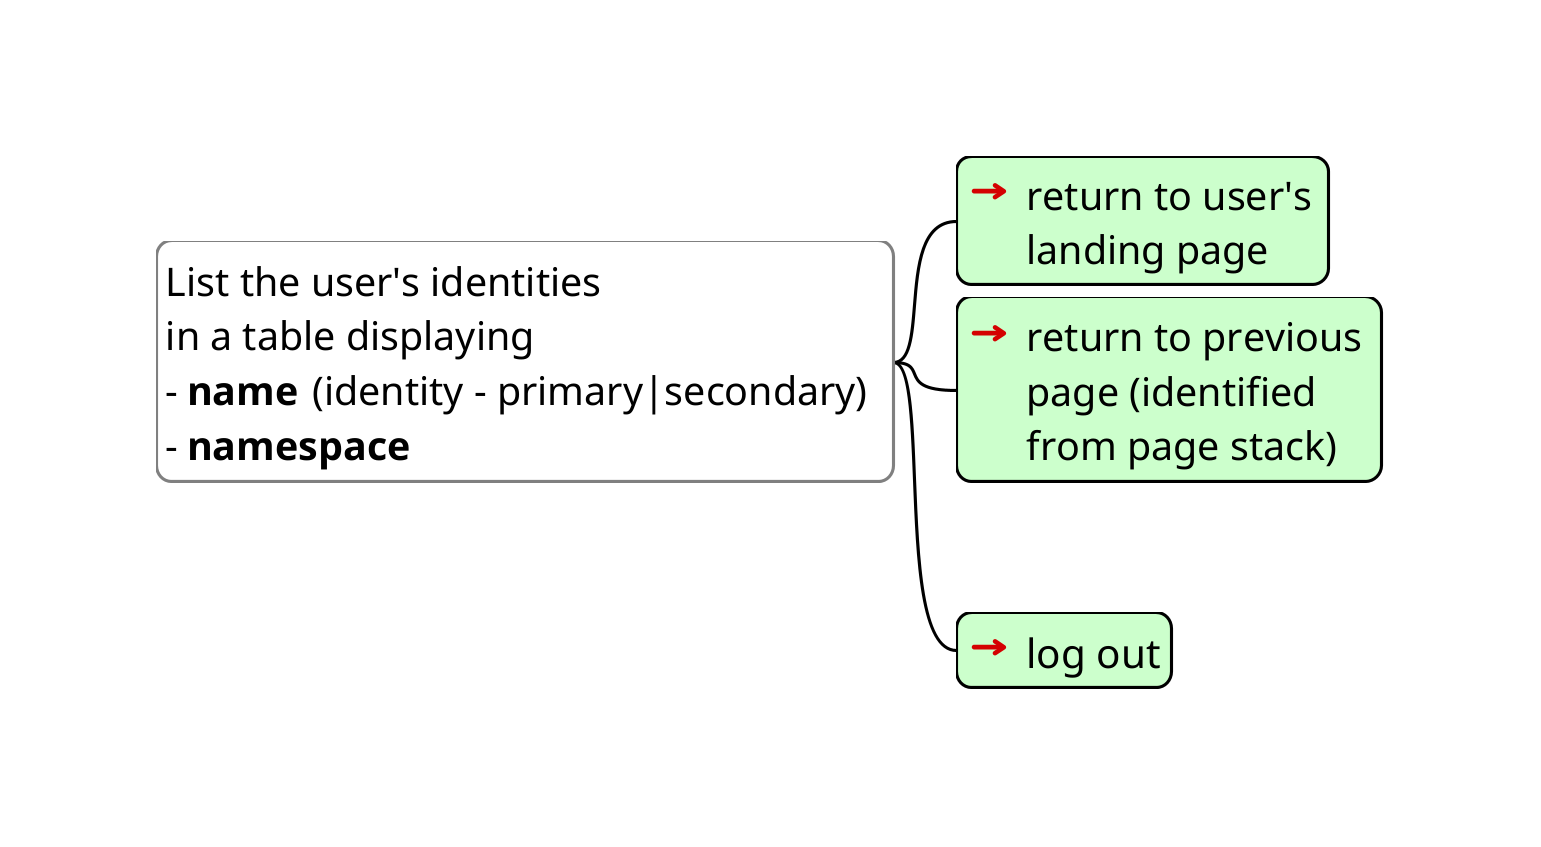 List the user's identities
in a table displaying
- name (identity - primary|secondary)
- namespace
return to user's
landing page
return to previous
page (identified
from page stack)
log out